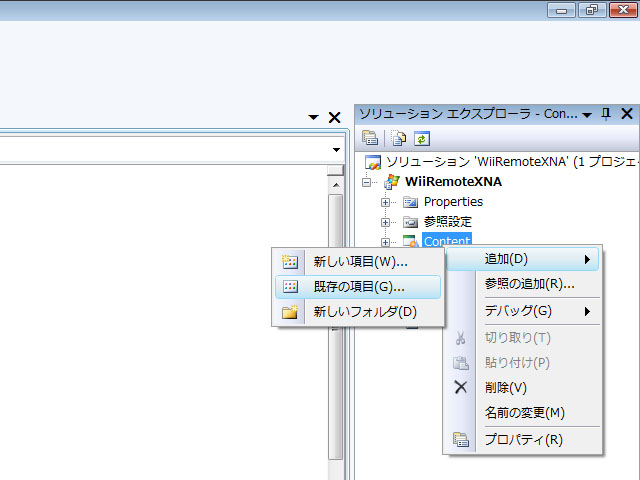 ソリューション エクスプローラ - Con...
ソリューション 'WiiRemoteXNA' (1 プロジェ
WiiRemoteXNA
Properties
参照設定
Content
追加(D)
参照の追加(R)...
デバッグ(G)
切り取り(T)
貼り付け(P)
削除(V)
名前の変更(M)
プロパティ(R)
新しい項目(W)...
既存の項目(G)...
新しいフォルダ(D)